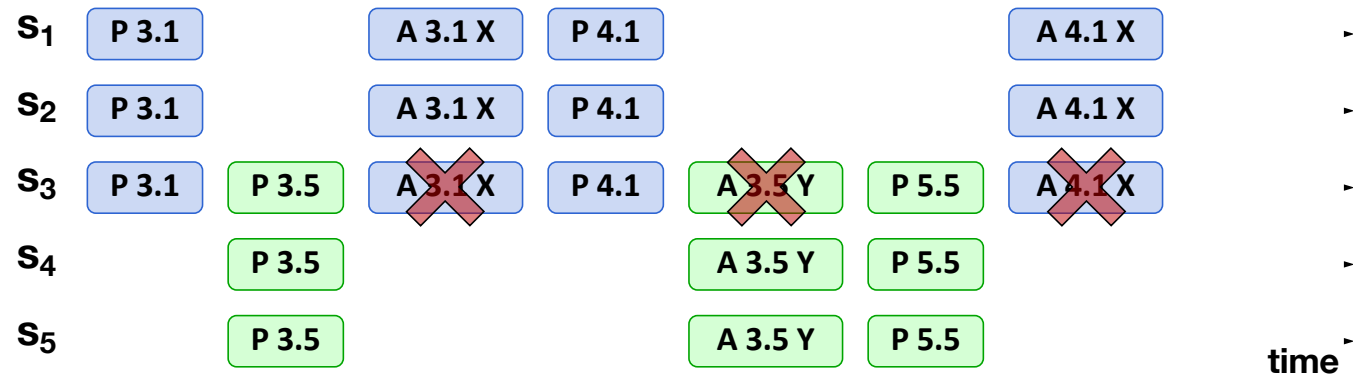 S1 P 3.1 A 3.1 X P 4.1 A 4.1 X
S2 P 3.1 A 3.1 X P 4.1 A 4.1 X
S3 P 3.1 P 3.5 A 3.1 X P 4.1 A 3.5 Y P 5.5 A 4.1 X
S4 P 3.5 A 3.5 Y P 5.5
S5 P 3.5 A 3.5 Y P 5.5
time